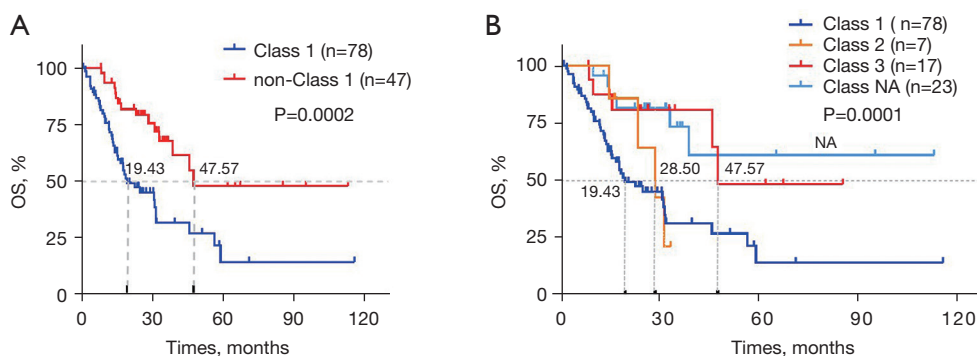 A
Class 1 (n=78)
non-Class 1 (n=47)
P=0.0002
OS, %
100
75
50
25
0
19.43
47.57
0 30 60 90 120
Times, months
B
Class 1 ( n=78)
Class 2 (n=7)
Class 3 (n=17)
Class NA (n=23)
P=0.0001
OS, %
100
75
50
25
0
NA
19.43
28.50
47.57
0 30 60 90 120
Times, months